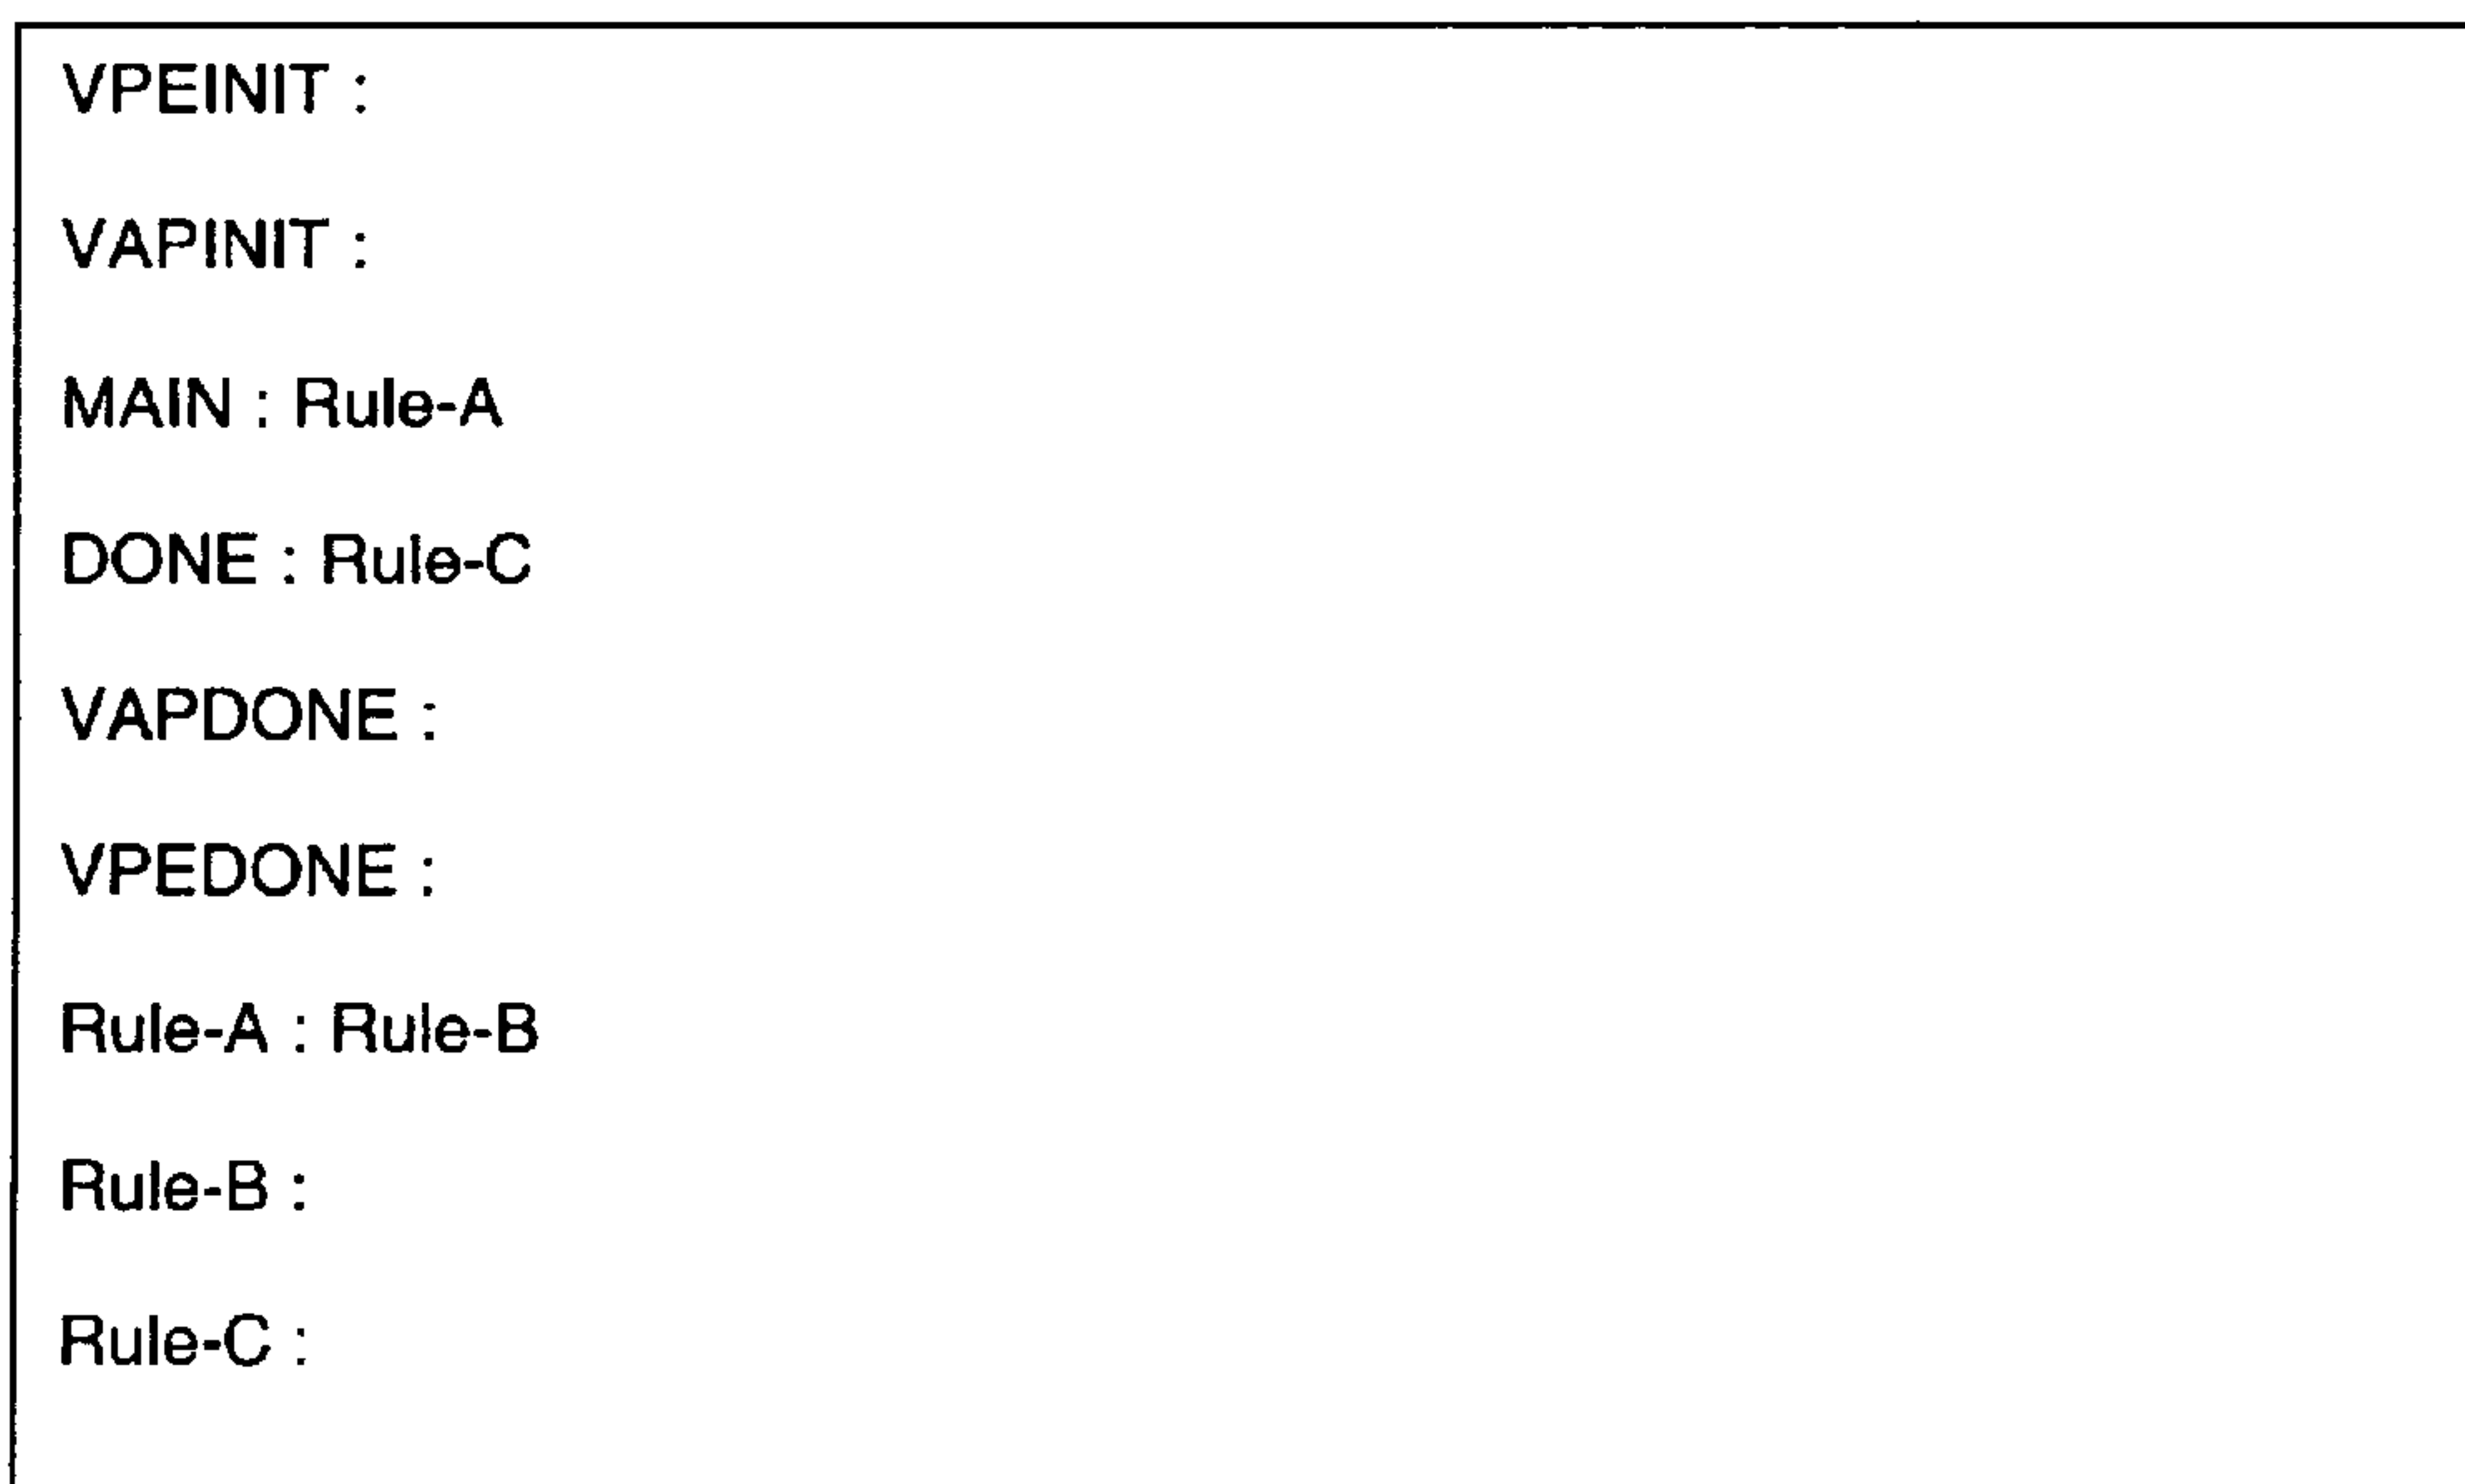 VPEINIT :
VAPINIT :
MAIN : Rule-A
DONE : Rule-C
VAPDONE :
VPEDONE :
Rule-A : Rule-B
Rule-B :
Rule-C :